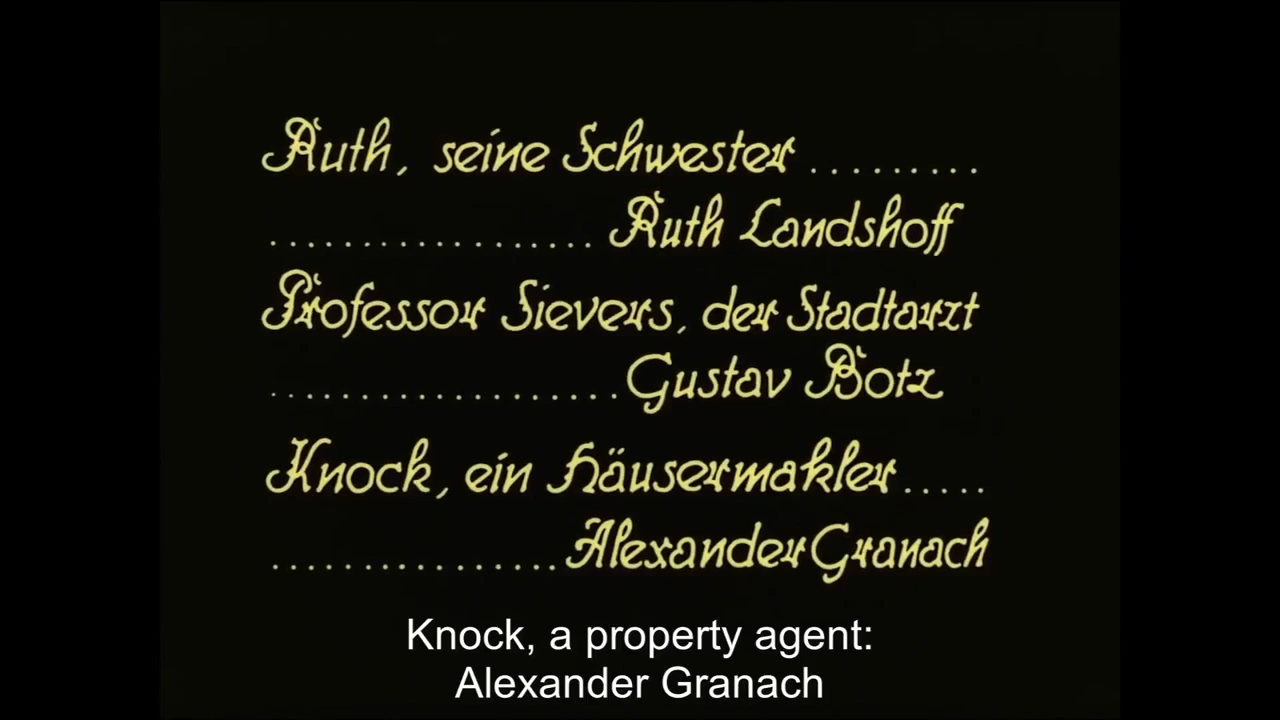 Ruth, seine Schwester .........
.................. Ruth Landshoff
Professor Sievers, der Stadtarzt
................... Gustav Botz
Knock, ein Häusermakler.....
................Alexander Granach
Knock, a property agent:
Alexander Granach